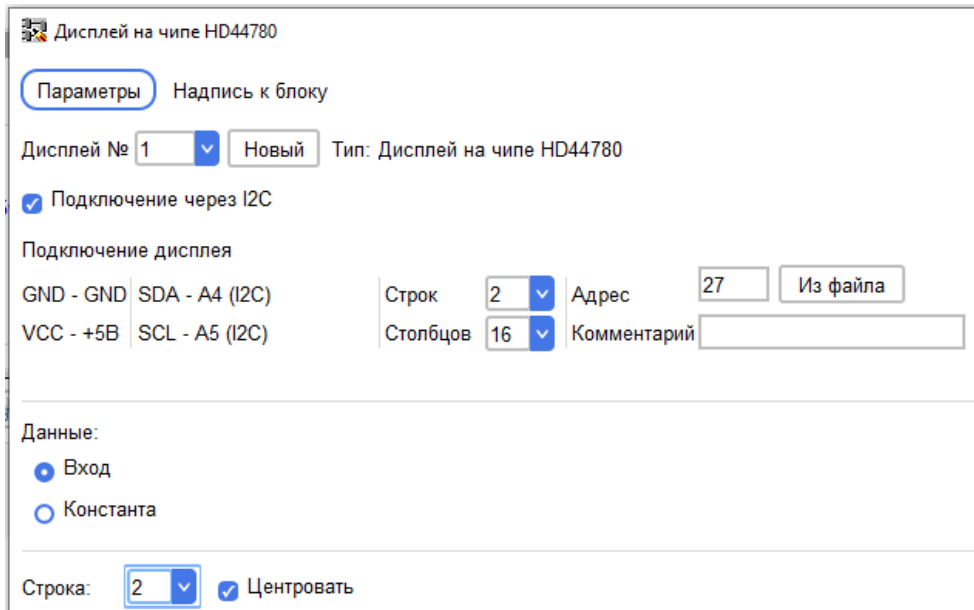 Дисплей на чипе HD44780
Параметры Надпись к блоку
Дисплей № 1 Новый Тип: Дисплей на чипе HD44780
Подключение через I2C
Подключение дисплея
GND - GND SDA - A4 (I2C) Строк 2 Адрес 27 Из файла
VCC - +5В SCL - A5 (I2C) Столбцов 16 Комментарий
Данные:
Вход
Константа
Строка: 2 Центровать